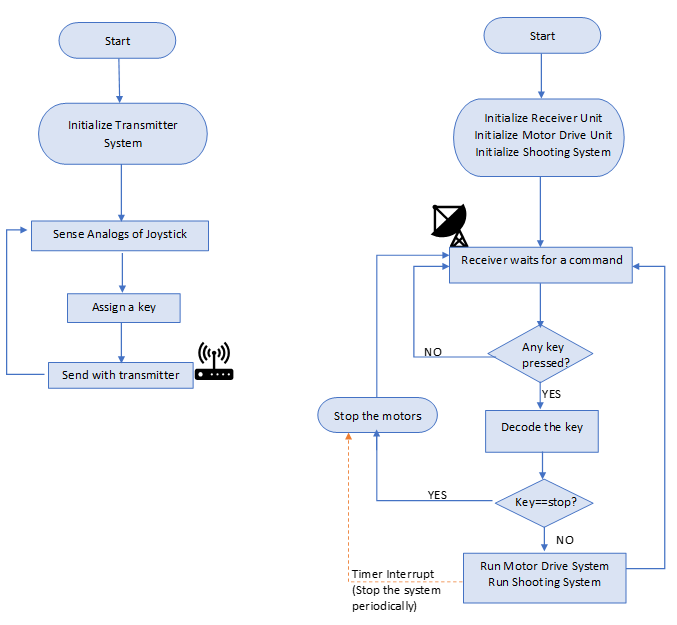 Start
Initialize Transmitter
System
Sense Analogs of Joystick
Assign a key
Send with transmitter
Start
Initialize Receiver Unit
Initialize Motor Drive Unit
Initialize Shooting System
Receiver waits for a command
Any key
pressed?
NO
YES
Stop the motors
Decode the key
Key==stop?
YES
NO
Run Motor Drive System
Run Shooting System
Timer Interrupt
(Stop the system
periodically)